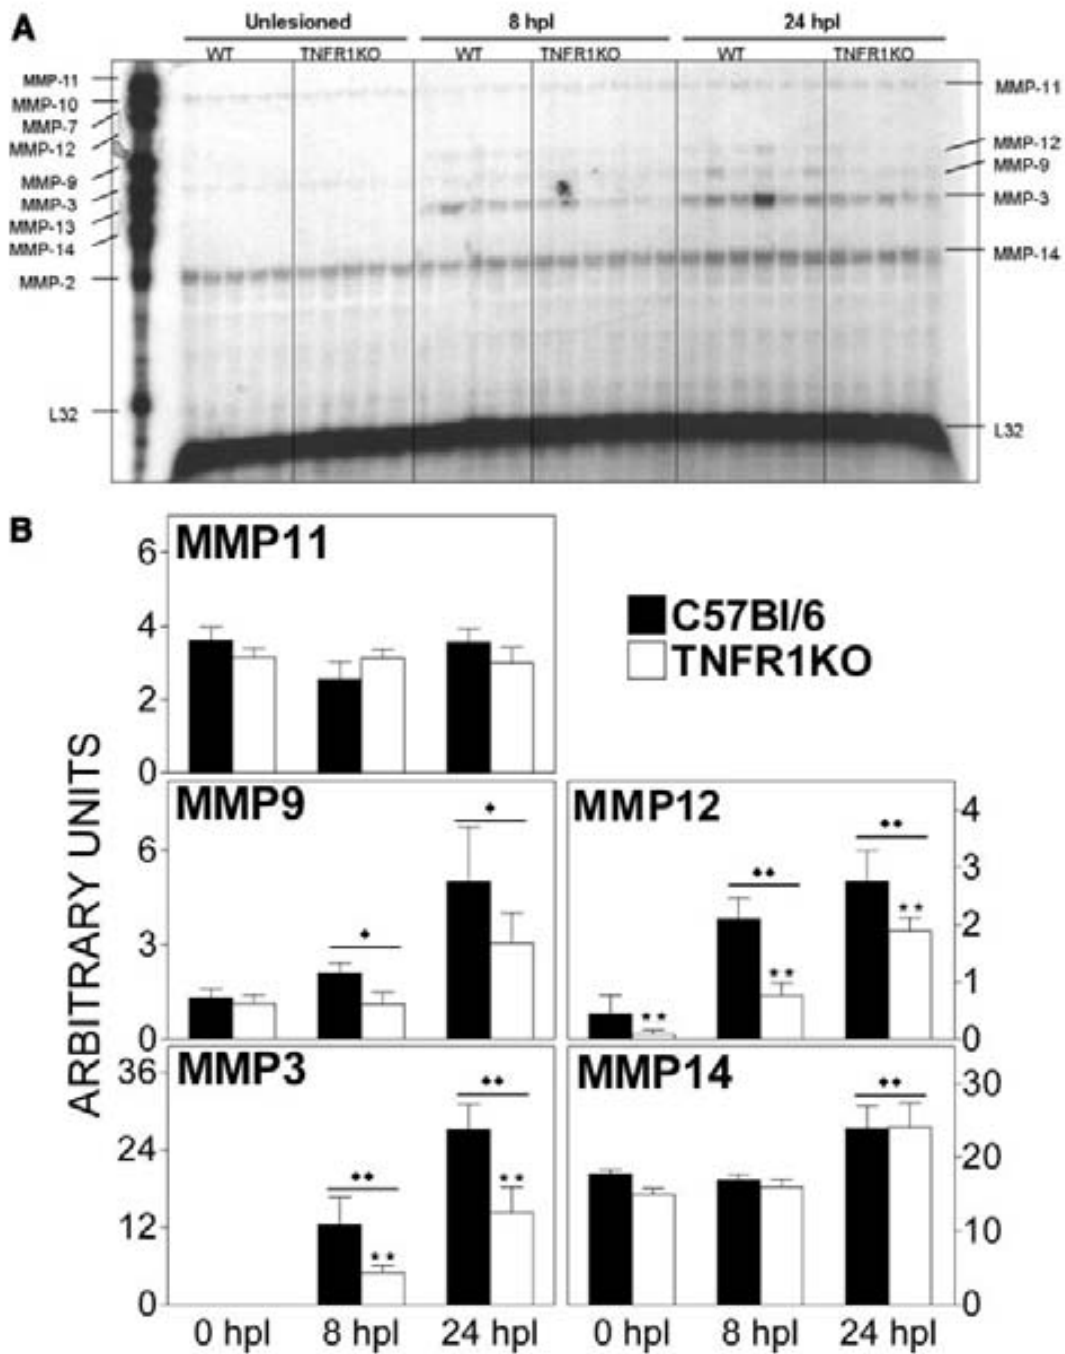 A
Unlesioned 8 hpl 24 hpl
WT TNFR1KO WT TNFR1KO WT TNFR1KO
MMP-11
MMP-10
MMP-7
MMP-12
MMP-9
MMP-3
MMP-13
MMP-14
MMP-2
L32
MMP-11
MMP-12
MMP-9
MMP-3
MMP-14
L32
B
ARBITRARY UNITS
MMP11
6
4
2
0
C57Bl/6
TNFR1KO
MMP9
6
3
0
MMP12
4
3
2
1
0
◆
◆
◆◆
◆◆
**
**
**
MMP3
36
24
12
0
◆◆
◆◆
**
**
MMP14
30
20
10
0
◆◆
0 hpl 8 hpl 24 hpl 0 hpl 8 hpl 24 hpl